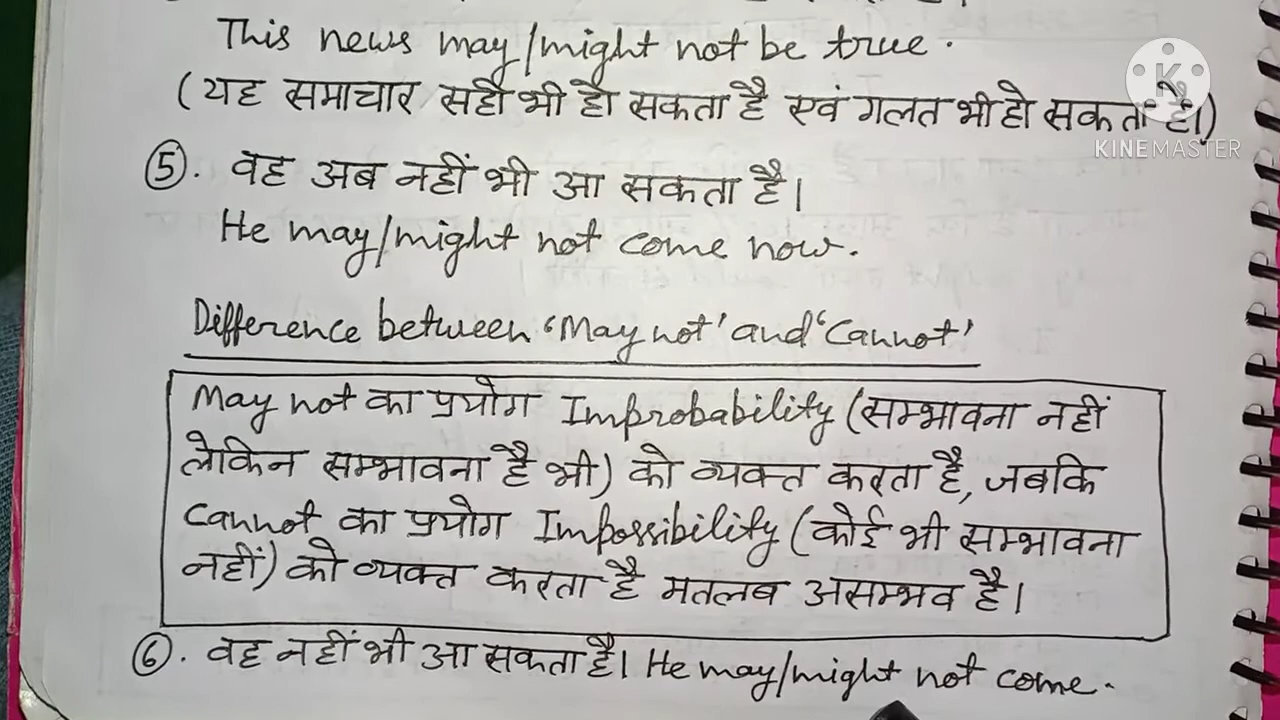 This news may/might not be true.
(यह समाचार सही भी हो सकता है एवं गलत भी हो सकता है।)
K
KINEMASTER
⑤. वह अब नहीं भी आ सकता है।
He may/might not come now.
Difference between 'May not' and 'Cannot'
May not का प्रयोग Improbability (सम्भावना नहीं
लेकिन सम्भावना है भी) को व्यक्त करता है, जबकि
Cannot का प्रयोग Impossibility (कोई भी सम्भावना
नहीं) को व्यक्त करता है मतलब असम्भव है।
⑥. वह नहीं भी आ सकता है। He may/might not come.